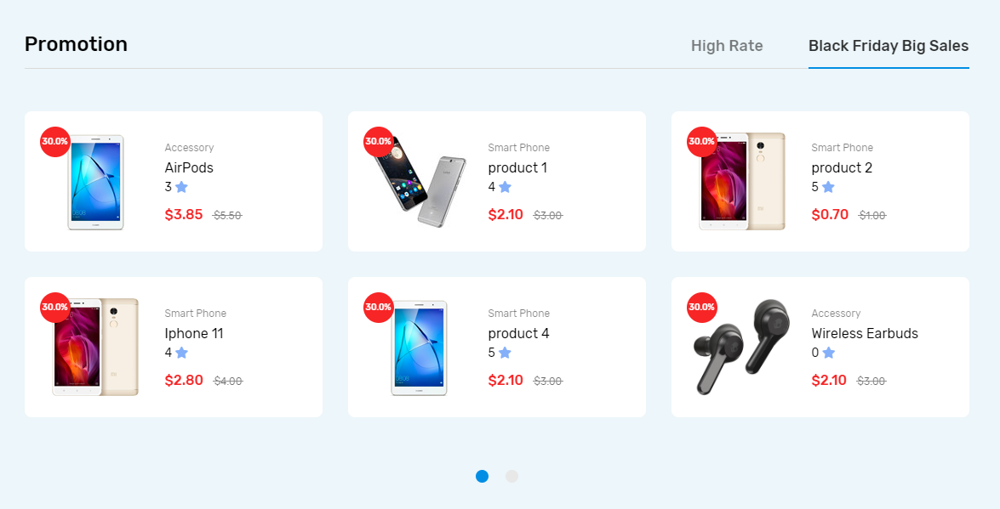 Promotion
High Rate
Black Friday Big Sales
30.0%
Accessory
AirPods
3
$3.85 $5.50
30.0%
Smart Phone
product 1
4
$2.10 $3.00
30.0%
Smart Phone
product 2
5
$0.70 $1.00
30.0%
Smart Phone
Iphone 11
4
$2.80 $4.00
30.0%
Smart Phone
product 4
5
$2.10 $3.00
30.0%
Accessory
Wireless Earbuds
0
$2.10 $3.00